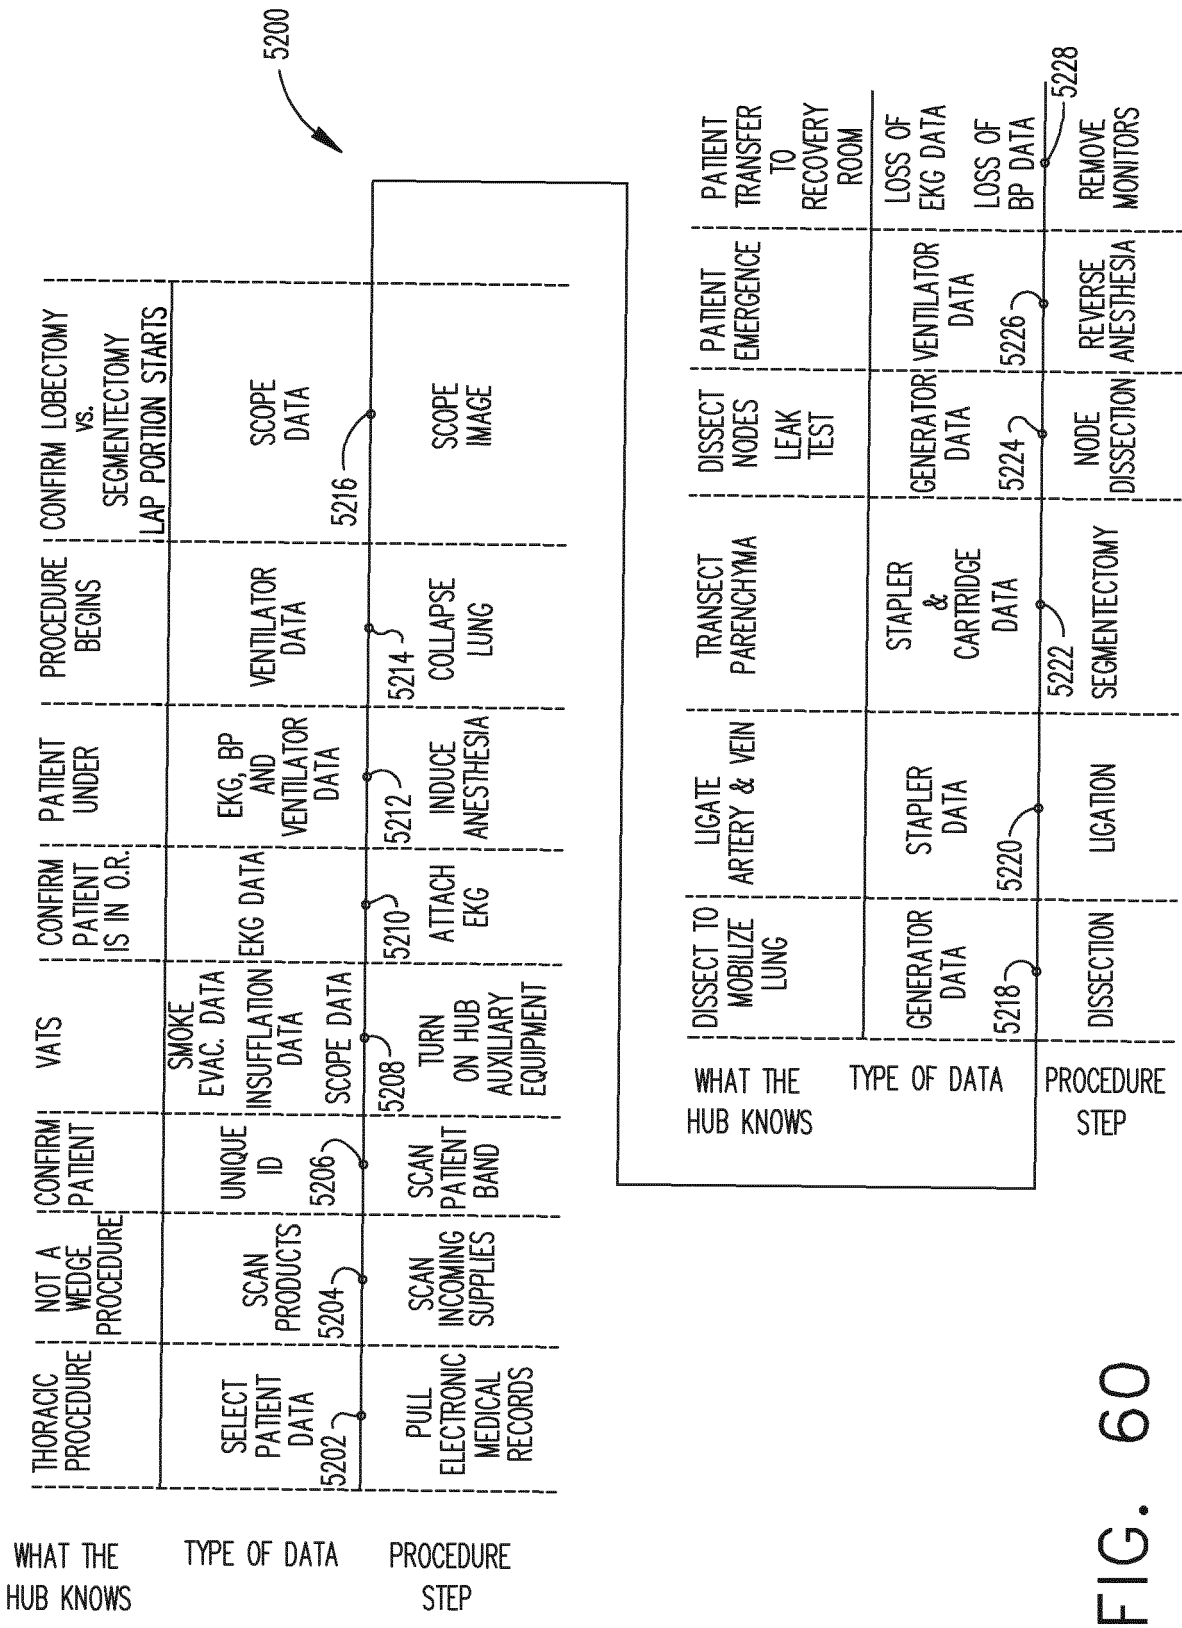 5200
WHAT THE
HUB KNOWS
THORACIC
PROCEDURE
NOT A
WEDGE
PROCEDURE
CONFIRM
PATIENT
VATS
CONFIRM
PATIENT
IS IN O.R.
PATIENT
UNDER
PROCEDURE
BEGINS
CONFIRM LOBECTOMY
vs.
SEGMENTECTOMY
LAP PORTION STARTS
TYPE OF DATA
SELECT
PATIENT
DATA
5202
SCAN
PRODUCTS
5204
UNIQUE
ID
5206
SMOKE
EVAC. DATA
INSUFFLATION
DATA
SCOPE DATA
5208
EKG DATA
5210
EKG, BP
AND
VENTILATOR
DATA
5212
VENTILATOR
DATA
5214
SCOPE
DATA
5216
PROCEDURE
STEP
PULL
ELECTRONIC
MEDICAL
RECORDS
SCAN
INCOMING
SUPPLIES
SCAN
PATIENT
BAND
TURN
ON HUB
AUXILIARY
EQUIPMENT
ATTACH
EKG
INDUCE
ANESTHESIA
COLLAPSE
LUNG
SCOPE
IMAGE
WHAT THE
HUB KNOWS
DISSECT TO
MOBILIZE
LUNG
LIGATE
ARTERY & VEIN
TRANSECT
PARENCHYMA
DISSECT
NODES
LEAK
TEST
PATIENT
EMERGENCE
PATIENT
TRANSFER
TO
RECOVERY
ROOM
TYPE OF DATA
GENERATOR
DATA
5218
STAPLER
DATA
5220
STAPLER
&
CARTRIDGE
DATA
5222
GENERATOR
DATA
5224
VENTILATOR
DATA
5226
LOSS OF
EKG DATA
LOSS OF
BP DATA
5228
PROCEDURE
STEP
DISSECTION
LIGATION
SEGMENTECTOMY
NODE
DISSECTION
REVERSE
ANESTHESIA
REMOVE
MONITORS
FIG. 60